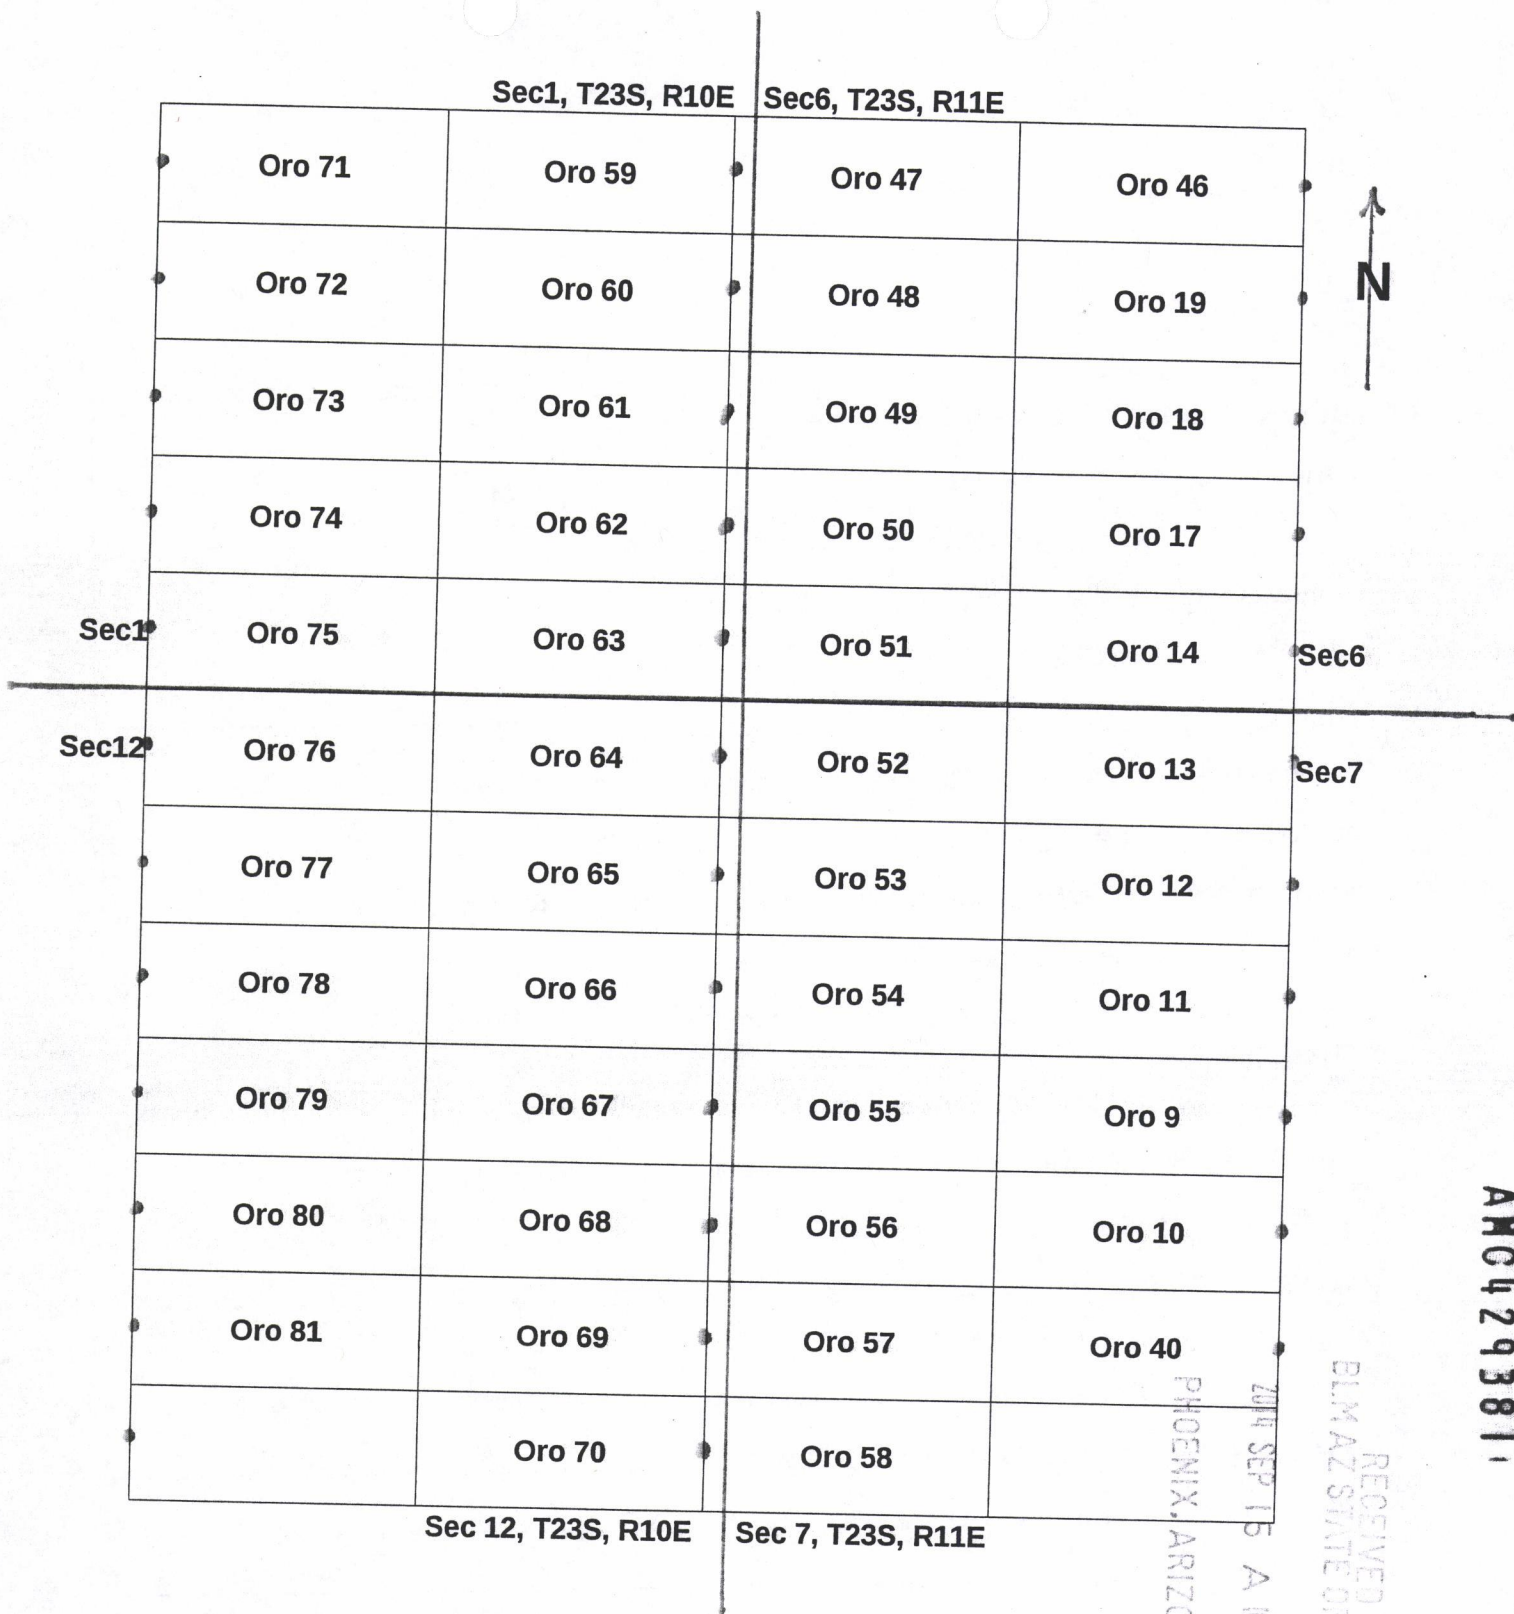 Sec1, T23S, R10E Sec6, T23S, R11E
Oro 71 Oro 59 Oro 47 Oro 46
N
Oro 72 Oro 60 Oro 48 Oro 19
Oro 73 Oro 61 Oro 49 Oro 18
Oro 74 Oro 62 Oro 50 Oro 17
Sec1 Oro 75 Oro 63 Oro 51 Oro 14 Sec6
Sec12 Oro 76 Oro 64 Oro 52 Oro 13 Sec7
Oro 77 Oro 65 Oro 53 Oro 12
Oro 78 Oro 66 Oro 54 Oro 11
Oro 79 Oro 67 Oro 55 Oro 9
Oro 80 Oro 68 Oro 56 Oro 10
Oro 81 Oro 69 Oro 57 Oro 40
Oro 70 Oro 58
Sec 12, T23S, R10E Sec 7, T23S, R11E
AMC429381
RECEIVED
BLM AZ STATE
2014 SEP 15 A
PHOENIX, ARIZ